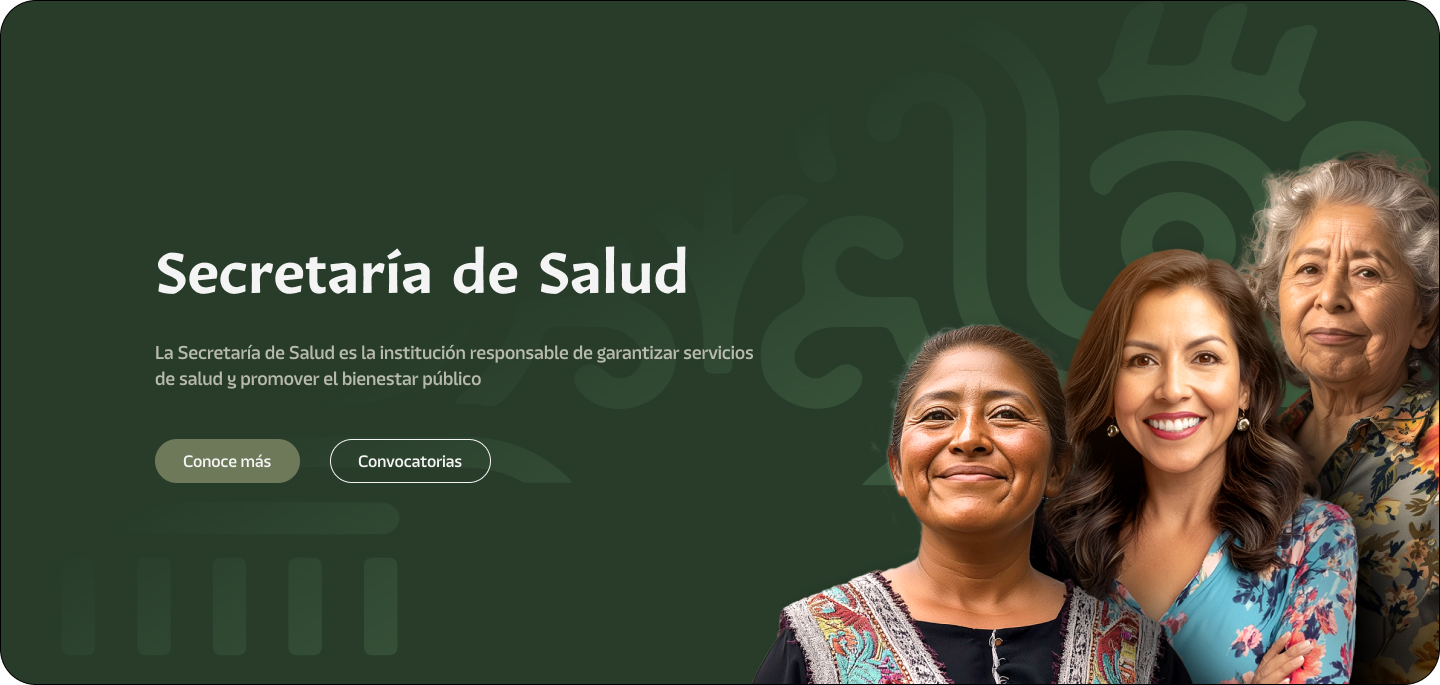 Secretaría de Salud
La Secretaría de Salud es la institución responsable de garantizar servicios
de salud y promover el bienestar público
Conoce más
Convocatorias